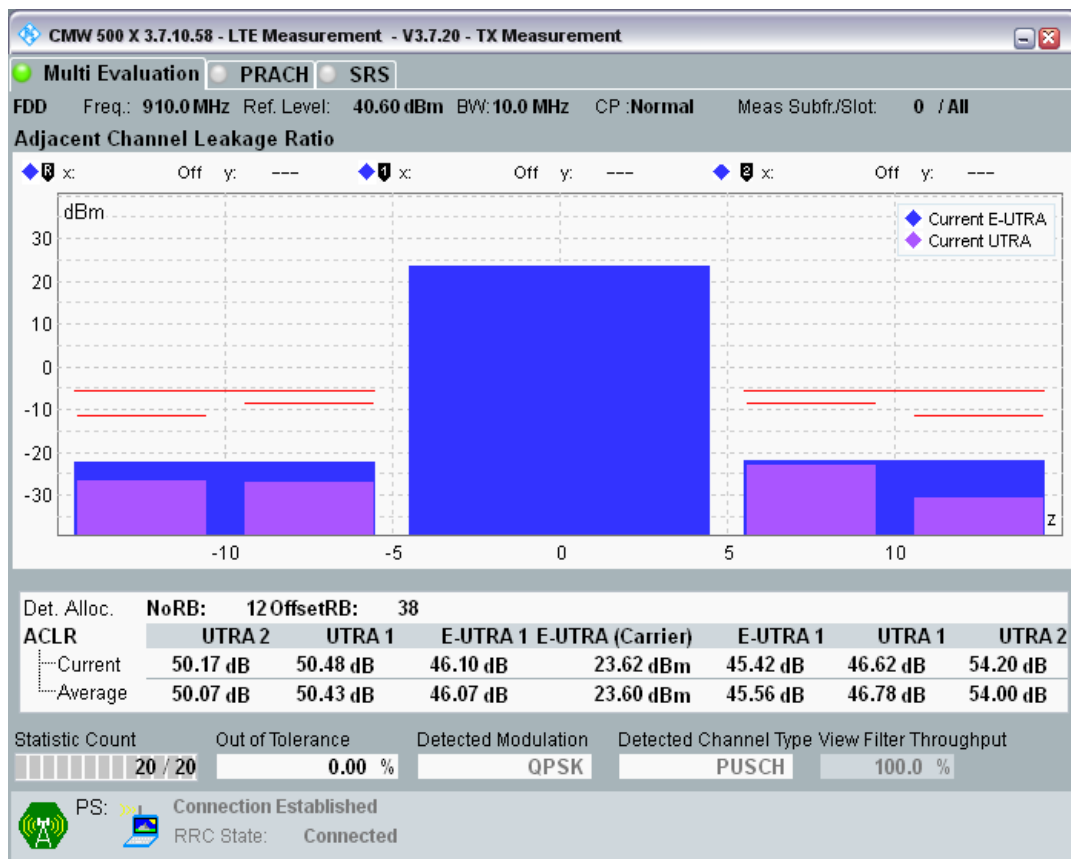 CMW 500 X 3.7.10.58 - LTE Measurement - V3.7.20 - TX Measurement
Multi Evaluation PRACH SRS
FDD Freq.: 910.0 MHz Ref. Level: 40.60 dBm BW: 10.0 MHz CP :Normal Meas Subfr./Slot: 0 / All
Adjacent Channel Leakage Ratio
R x: Off y: --- 1 x: Off y: --- 2 x: Off y: ---
dBm
Current E-UTRA
Current UTRA
30
20
10
0
-10
-20
-30
z
-10 -5 0 5 10
Det. Alloc. NoRB: 12 OffsetRB: 38
ACLR UTRA 2 UTRA 1 E-UTRA 1 E-UTRA (Carrier) E-UTRA 1 UTRA 1 UTRA 2
Current 50.17 dB 50.48 dB 46.10 dB 23.62 dBm 45.42 dB 46.62 dB 54.20 dB
Average 50.07 dB 50.43 dB 46.07 dB 23.60 dBm 45.56 dB 46.78 dB 54.00 dB
Statistic Count Out of Tolerance Detected Modulation Detected Channel Type View Filter Throughput
20 / 20 0.00 % QPSK PUSCH 100.0 %
PS: Connection Established
RRC State: Connected